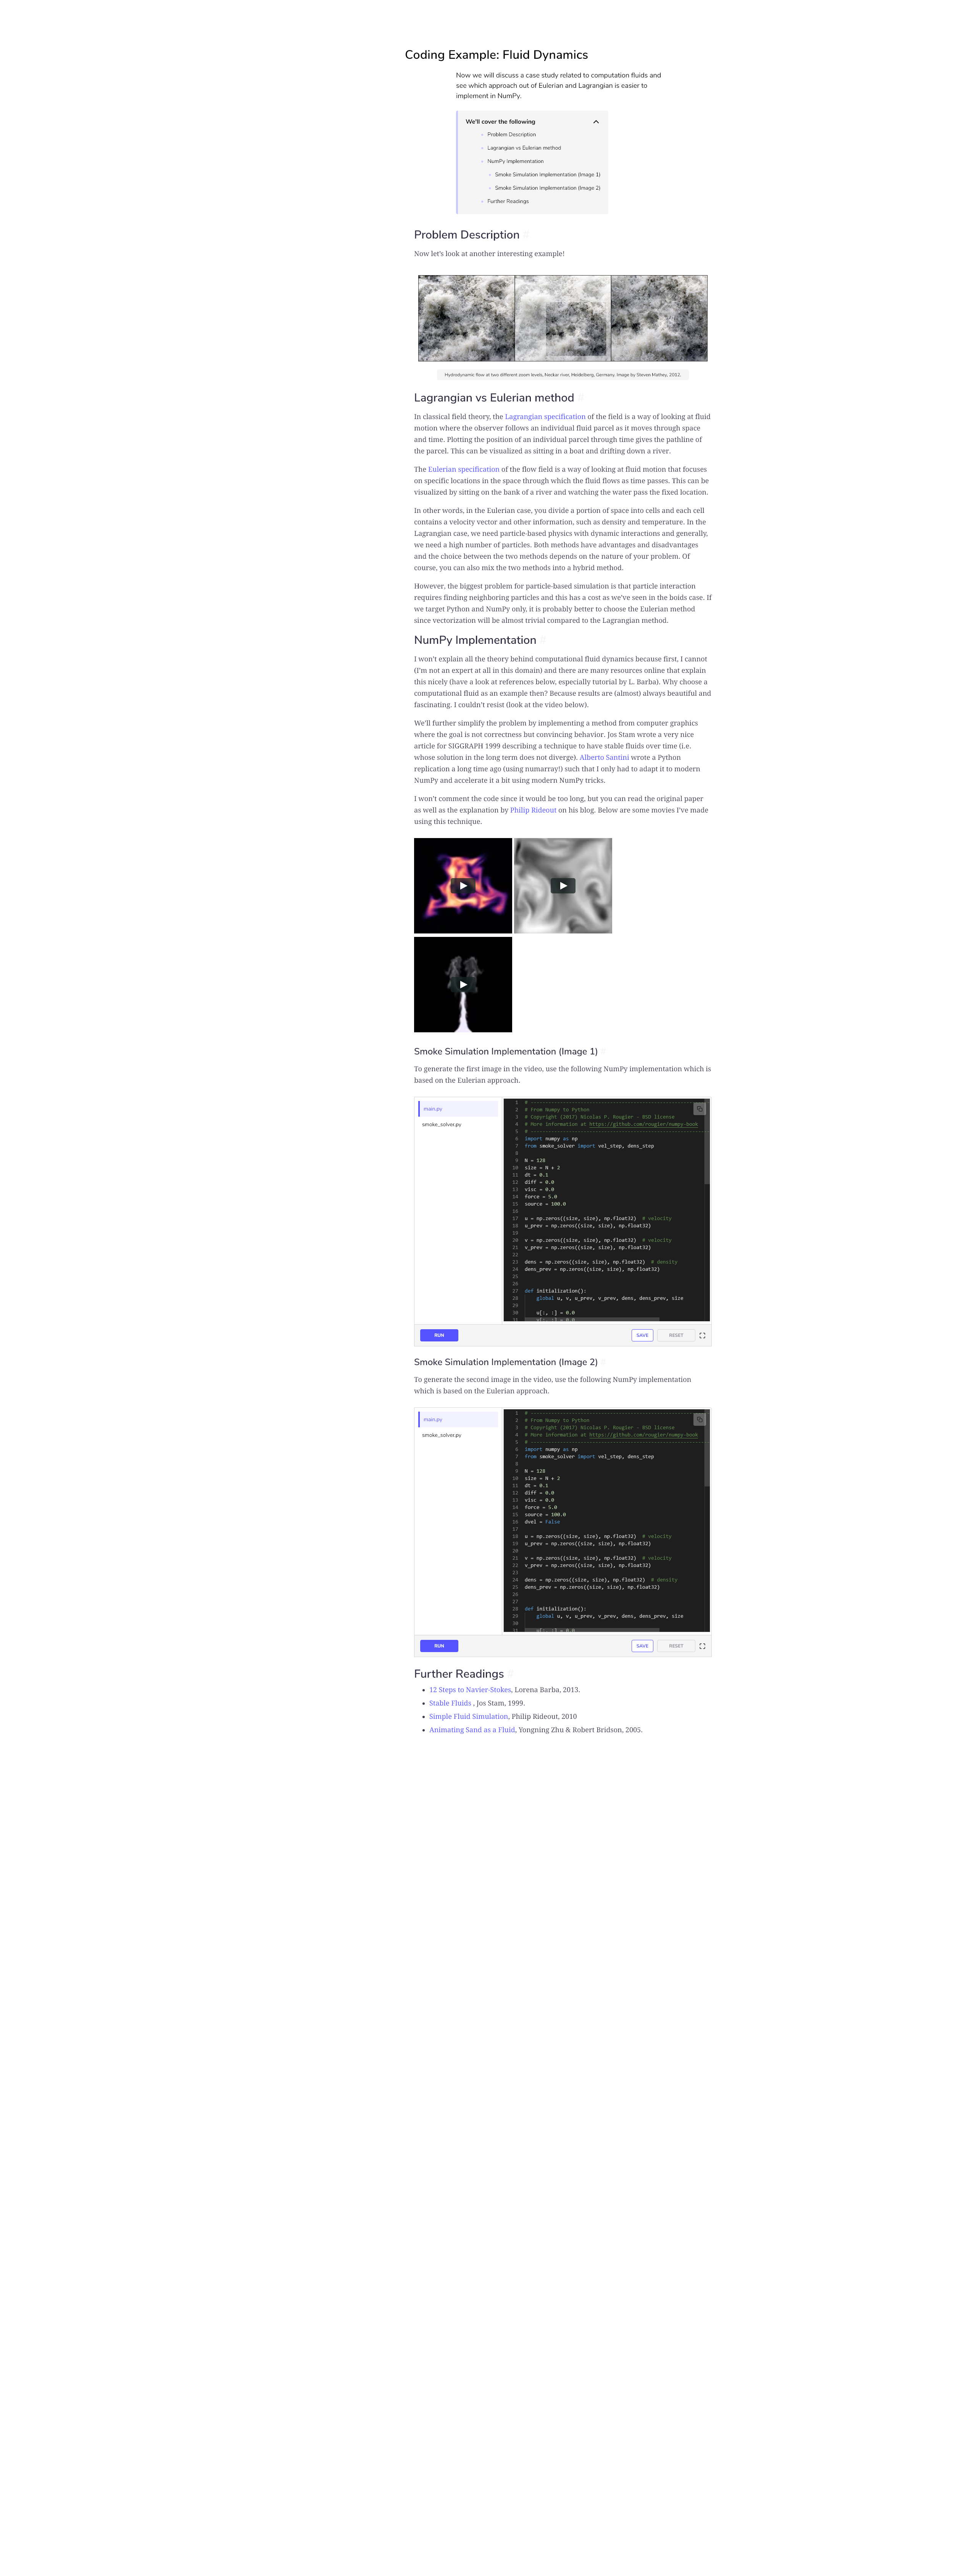 Coding Example: Fluid Dynamics
Now we will discuss a case study related to computation fluids and
see which approach out of Eulerian and Lagrangian is easier to
implement in NumPy.
We'll cover the following
Problem Description
Lagrangian vs Eulerian method
NumPy Implementation
Smoke Simulation Implementation (Image 1)
Smoke Simulation Implementation (Image 2)
Further Readings
Problem Description
Now let's look at another interesting example!
Hydrodynamic flow at two different zoom levels, Neckar river, Heidelberg, Germany. Image by Steven Mathey, 2012.
Lagrangian vs Eulerian method
In classical field theory, the Lagrangian specification of the field is a way of looking at fluid
motion where the observer follows an individual fluid parcel as it moves through space
and time. Plotting the position of an individual parcel through time gives the pathline of
the parcel. This can be visualized as sitting in a boat and drifting down a river.
The Eulerian specification of the flow field is a way of looking at fluid motion that focuses
on specific locations in the space through which the fluid flows as time passes. This can be
visualized by sitting on the bank of a river and watching the water pass the fixed location.
In other words, in the Eulerian case, you divide a portion of space into cells and each cell
contains a velocity vector and other information, such as density and temperature. In the
Lagrangian case, we need particle-based physics with dynamic interactions and generally,
we need a high number of particles. Both methods have advantages and disadvantages
and the choice between the two methods depends on the nature of your problem. Of
course, you can also mix the two methods into a hybrid method.
However, the biggest problem for particle-based simulation is that particle interaction
requires finding neighboring particles and this has a cost as we've seen in the boids case. If
we target Python and NumPy only, it is probably better to choose the Eulerian method
since vectorization will be almost trivial compared to the Lagrangian method.
NumPy Implementation
I won't explain all the theory behind computational fluid dynamics because first, I cannot
(I'm not an expert at all in this domain) and there are many resources online that explain
this nicely (have a look at references below, especially tutorial by L. Barba). Why choose a
computational fluid as an example then? Because results are (almost) always beautiful and
fascinating. I couldn't resist (look at the video below).
We'll further simplify the problem by implementing a method from computer graphics
where the goal is not correctness but convincing behavior. Jos Stam wrote a very nice
article for SIGGRAPH 1999 describing a technique to have stable fluids over time (i.e.
whose solution in the long term does not diverge). Alberto Santini wrote a Python
replication a long time ago (using numarray!) such that I only had to adapt it to modern
NumPy and accelerate it a bit using modern NumPy tricks.
I won't comment the code since it would be too long, but you can read the original paper
as well as the explanation by Philip Rideout on his blog. Below are some movies I've made
using this technique.
Smoke Simulation Implementation (Image 1)
To generate the first image in the video, use the following NumPy implementation which is
based on the Eulerian approach.
main.py
smoke_solver.py
1 # -----------------------------------------------------------
2 # From Numpy to Python
3 # Copyright (2017) Nicolas P. Rougier - BSD license
4 # More information at https://github.com/rougier/numpy-book
5 # -----------------------------------------------------------
6 import numpy as np
7 from smoke_solver import vel_step, dens_step
8
9 N = 128
10 size = N + 2
11 dt = 0.1
12 diff = 0.0
13 visc = 0.0
14 force = 5.0
15 source = 100.0
16
17 u = np.zeros((size, size), np.float32)  # velocity
18 u_prev = np.zeros((size, size), np.float32)
19
20 v = np.zeros((size, size), np.float32)  # velocity
21 v_prev = np.zeros((size, size), np.float32)
22
23 dens = np.zeros((size, size), np.float32)  # density
24 dens_prev = np.zeros((size, size), np.float32)
25
26
27 def initialization():
28     global u, v, u_prev, v_prev, dens, dens_prev, size
29
30     u[:, :] = 0.0
31     v[:, :] = 0.0
RUN
SAVE
RESET
Smoke Simulation Implementation (Image 2)
To generate the second image in the video, use the following NumPy implementation
which is based on the Eulerian approach.
main.py
smoke_solver.py
1 # -----------------------------------------------------------
2 # From Numpy to Python
3 # Copyright (2017) Nicolas P. Rougier - BSD license
4 # More information at https://github.com/rougier/numpy-book
5 # -----------------------------------------------------------
6 import numpy as np
7 from smoke_solver import vel_step, dens_step
8
9 N = 128
10 size = N + 2
11 dt = 0.1
12 diff = 0.0
13 visc = 0.0
14 force = 5.0
15 source = 100.0
16 dvel = False
17
18 u = np.zeros((size, size), np.float32)  # velocity
19 u_prev = np.zeros((size, size), np.float32)
20
21 v = np.zeros((size, size), np.float32)  # velocity
22 v_prev = np.zeros((size, size), np.float32)
23
24 dens = np.zeros((size, size), np.float32)  # density
25 dens_prev = np.zeros((size, size), np.float32)
26
27
28 def initialization():
29     global u, v, u_prev, v_prev, dens, dens_prev, size
30
31     u[:, :] = 0.0
RUN
SAVE
RESET
Further Readings
12 Steps to Navier-Stokes, Lorena Barba, 2013.
Stable Fluids , Jos Stam, 1999.
Simple Fluid Simulation, Philip Rideout, 2010
Animating Sand as a Fluid, Yongning Zhu & Robert Bridson, 2005.